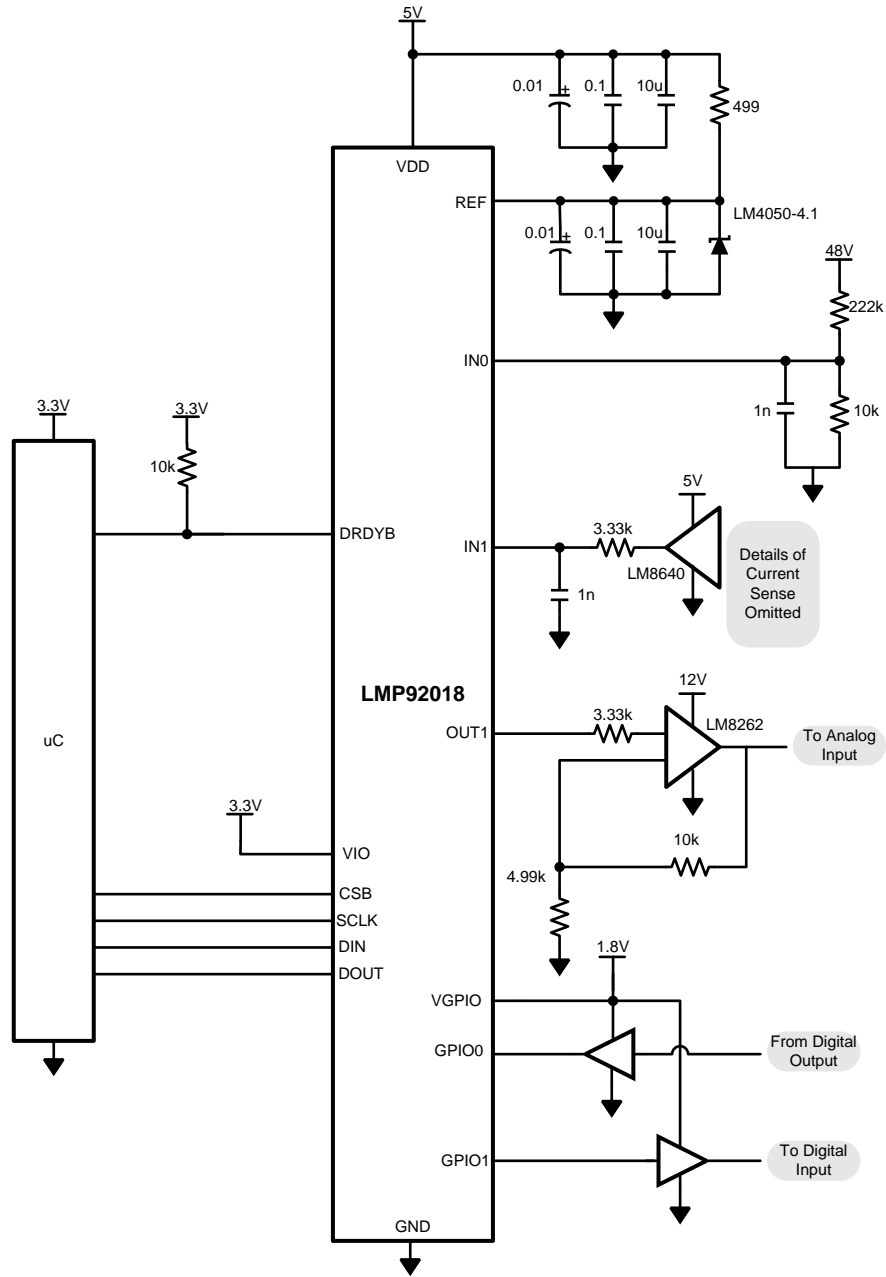 5V
0.01
+
0.1
10u
499
VDD
REF
LM4050-4.1
0.01
+
0.1
10u
48V
222k
IN0
3.3V
3.3V
1n
10k
10k
5V
DRDYB
IN1
3.33k
LM8640
Details of
Current
Sense
Omitted
1n
12V
LMP92018
3.33k
LM8262
OUT1
To Analog
Input
uC
3.3V
10k
VIO
4.99k
CSB
SCLK
DIN
1.8V
DOUT
VGPIO
GPIO0
From Digital
Output
GPIO1
To Digital
Input
GND